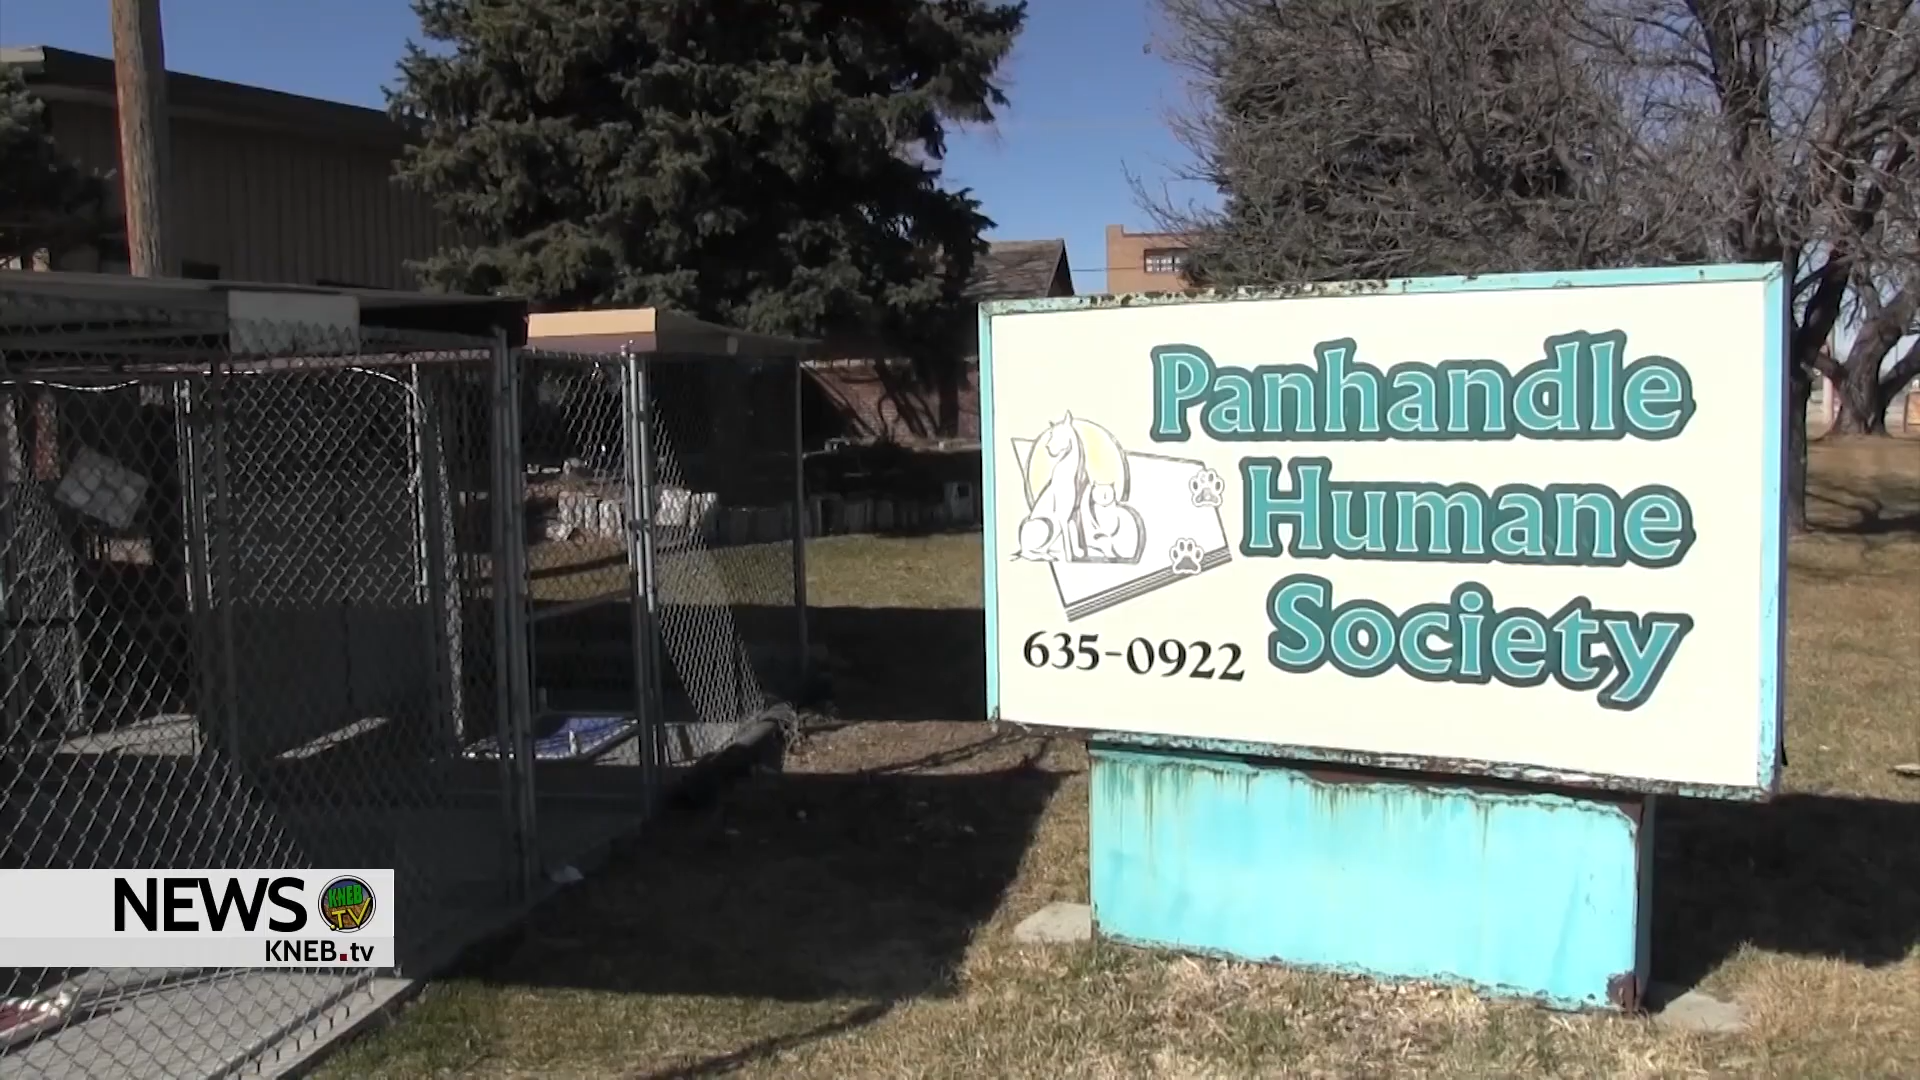 Panhandle
Humane
Society
635-0922
NEWS
KNEB
.TV
KNEB.tv